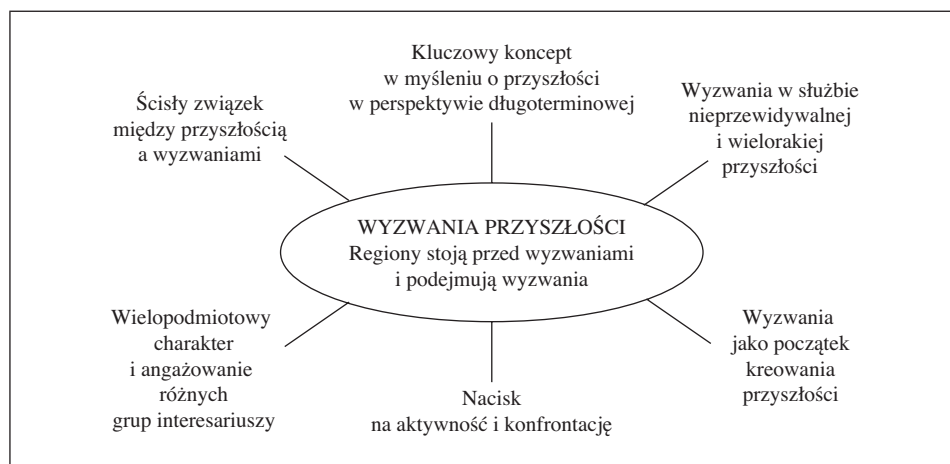 Kluczowy koncept
w myśleniu o przyszłości
w perspektywie długoterminowej
Ścisły związek
między przyszłością
a wyzwaniami
Wyzwania w służbie
nieprzewidywalnej
i wielorakiej
przyszłości
WYZWANIA PRZYSZŁOŚCI
Regiony stoją przed wyzwaniami
i podejmują wyzwania
Wielopodmiotowy
charakter
i angażowanie
różnych
grup interesariuszy
Nacisk
na aktywność i konfrontację
Wyzwania
jako początek
kreowania
przyszłości